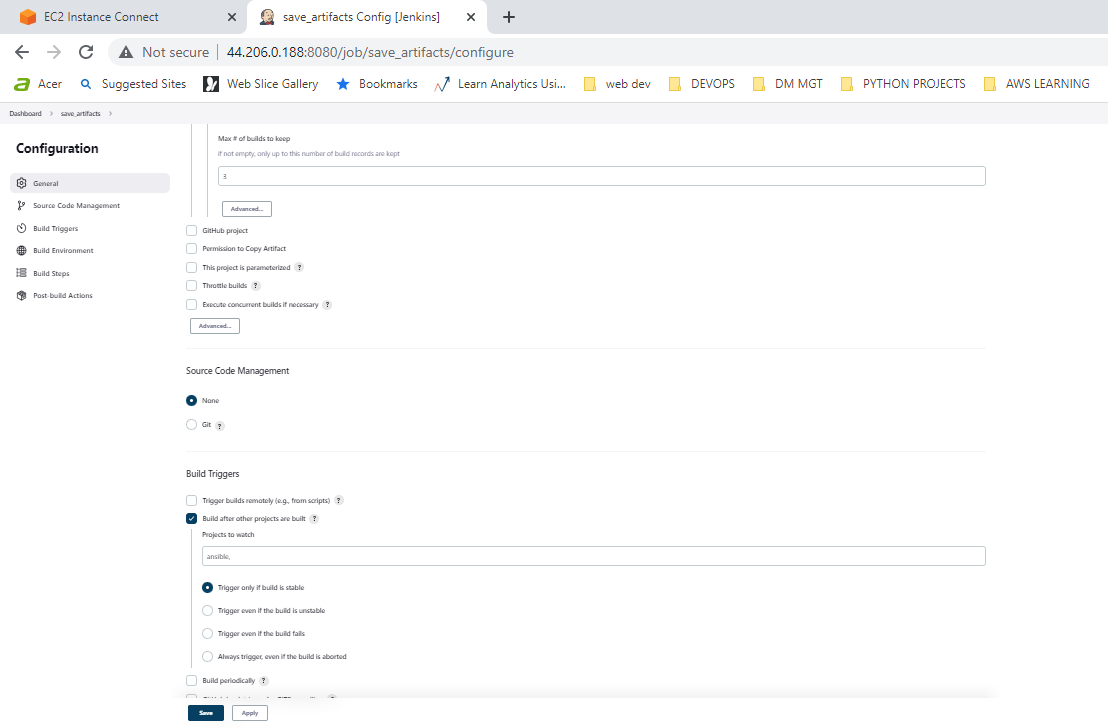 EC2 Instance Connect
save_artifacts Config [Jenkins]
Not secure
44.206.0.188:8080/job/save_artifacts/configure
Acer
Suggested Sites
Web Slice Gallery
Bookmarks
Learn Analytics Usi...
web dev
DEVOPS
DM MGT
PYTHON PROJECTS
AWS LEARNING
Dashboard
save_artifacts
Configuration
General
Source Code Management
Build Triggers
Build Environment
Build Steps
Post-build Actions
Max # of builds to keep
if not empty, only up to this number of build records are kept
3
Advanced...
GitHub project
Permission to Copy Artifact
This project is parameterized ?
Throttle builds ?
Execute concurrent builds if necessary ?
Advanced...
Source Code Management
None
Git ?
Build Triggers
Trigger builds remotely (e.g., from scripts) ?
Build after other projects are built ?
Projects to watch
ansible,
Trigger only if build is stable
Trigger even if the build is unstable
Trigger even if the build fails
Always trigger, even if the build is aborted
Build periodically ?
Save
Apply